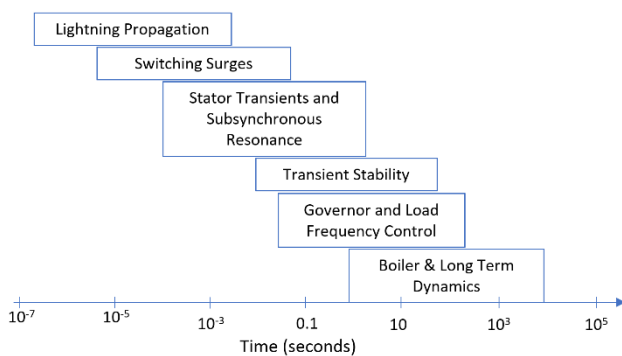 Lightning Propagation
Switching Surges
Stator Transients and
Subsynchronous
Resonance
Transient Stability
Governor and Load
Frequency Control
Boiler & Long Term
Dynamics
10⁻⁷ 10⁻⁵ 10⁻³ 0.1 10 10³ 10⁵
Time (seconds)